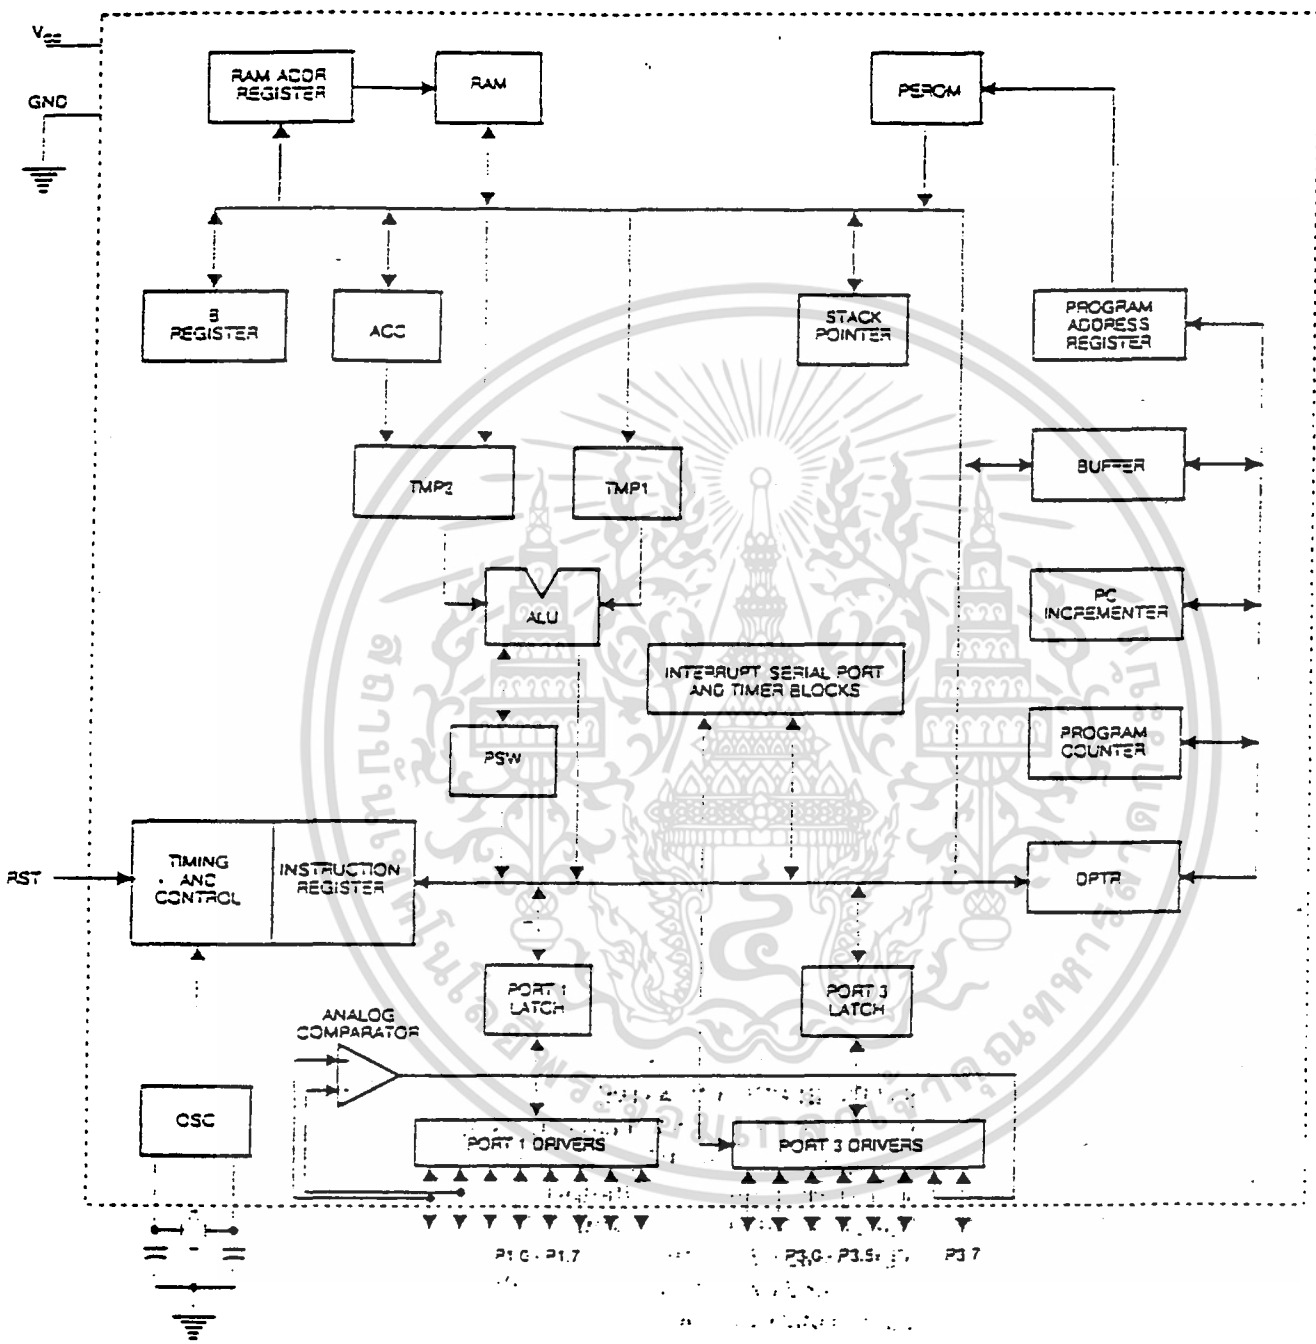 VCC
GND
RAM ADDR
REGISTER
RAM
PEROM
B
REGISTER
ACC
STACK
POINTER
PROGRAM
ADDRESS
REGISTER
TMP2
TMP1
BUFFER
ALU
PC
INCREMENTER
INTERRUPT, SERIAL PORT
AND TIMER BLOCKS
PSW
PROGRAM
COUNTER
RST
TIMING
AND
CONTROL
INSTRUCTION
REGISTER
DPTR
PORT 1
LATCH
PORT 3
LATCH
ANALOG
COMPARATOR
OSC
PORT 1 DRIVERS
PORT 3 DRIVERS
P1.0 - P1.7
P3.0 - P3.5
P3.7